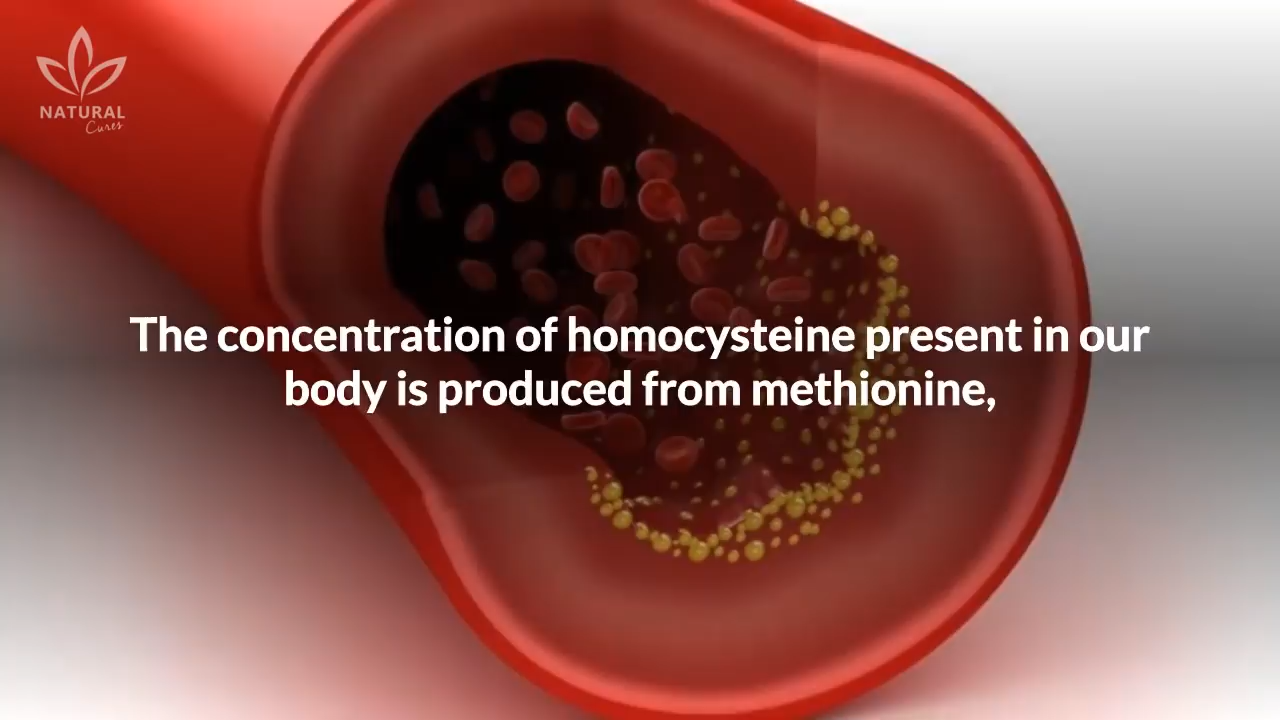 NATURAL
Cures
The concentration of homocysteine present in our
body is produced from methionine,